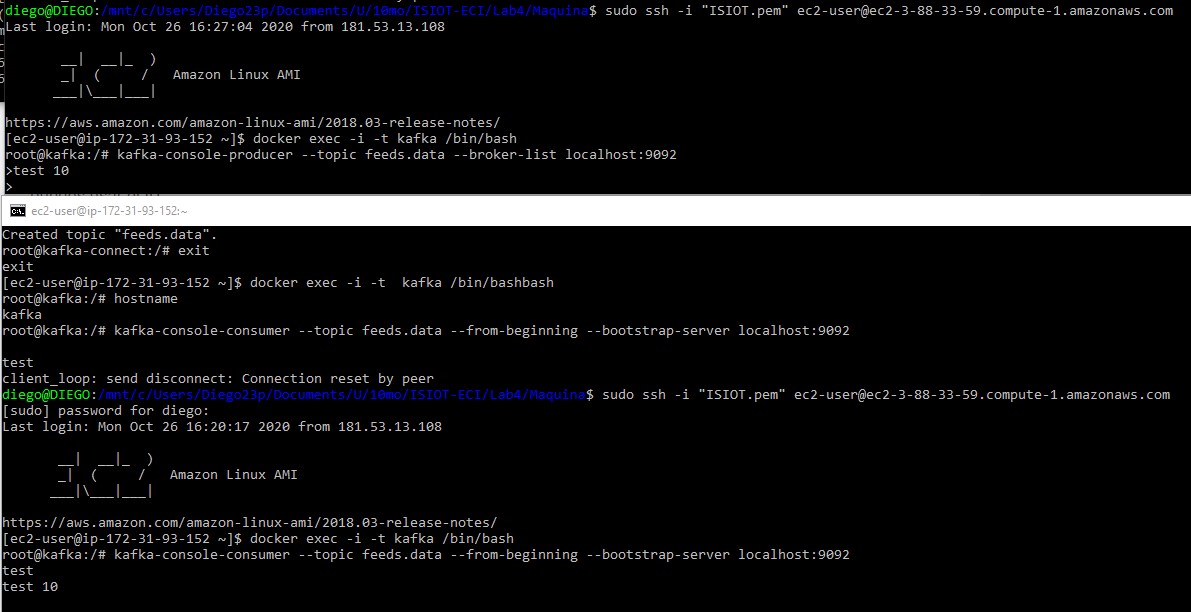 diego@DIEGO:/mnt/c/Users/Diego23p/Documents/U/10mo/ISIOT-ECI/Lab4/Maquina$ sudo ssh -i "ISIOT.pem" ec2-user@ec2-3-88-33-59.compute-1.amazonaws.com
Last login: Mon Oct 26 16:27:04 2020 from 181.53.13.108
__|  __|_  )
_|  (     /   Amazon Linux AMI
___|\___|___|
https://aws.amazon.com/amazon-linux-ami/2018.03-release-notes/
[ec2-user@ip-172-31-93-152 ~]$ docker exec -i -t kafka /bin/bash
root@kafka:/# kafka-console-producer --topic feeds.data --broker-list localhost:9092
>test 10
>
ec2-user@ip-172-31-93-152:~
Created topic "feeds.data".
root@kafka-connect:/# exit
exit
[ec2-user@ip-172-31-93-152 ~]$ docker exec -i -t  kafka /bin/bashbash
root@kafka:/# hostname
kafka
root@kafka:/# kafka-console-consumer --topic feeds.data --from-beginning --bootstrap-server localhost:9092
test
client_loop: send disconnect: Connection reset by peer
diego@DIEGO:/mnt/c/Users/Diego23p/Documents/U/10mo/ISIOT-ECI/Lab4/Maquina$ sudo ssh -i "ISIOT.pem" ec2-user@ec2-3-88-33-59.compute-1.amazonaws.com
[sudo] password for diego:
Last login: Mon Oct 26 16:20:17 2020 from 181.53.13.108
__|  __|_  )
_|  (     /   Amazon Linux AMI
___|\___|___|
https://aws.amazon.com/amazon-linux-ami/2018.03-release-notes/
[ec2-user@ip-172-31-93-152 ~]$ docker exec -i -t kafka /bin/bash
root@kafka:/# kafka-console-consumer --topic feeds.data --from-beginning --bootstrap-server localhost:9092
test
test 10